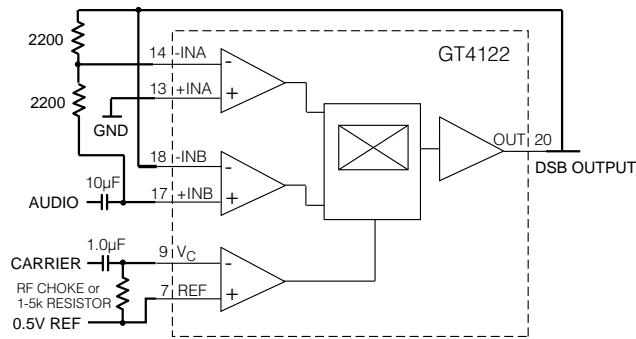 2200
14 -INA
GT4122
-
13 +INA
+
2200
GND
OUT 20
18 -INB
-
DSB OUTPUT
10µF
AUDIO
17 +INB
+
1.0µF
CARRIER
9 VC
-
RF CHOKE or
1-5k RESISTOR
7 REF
+
0.5V REF